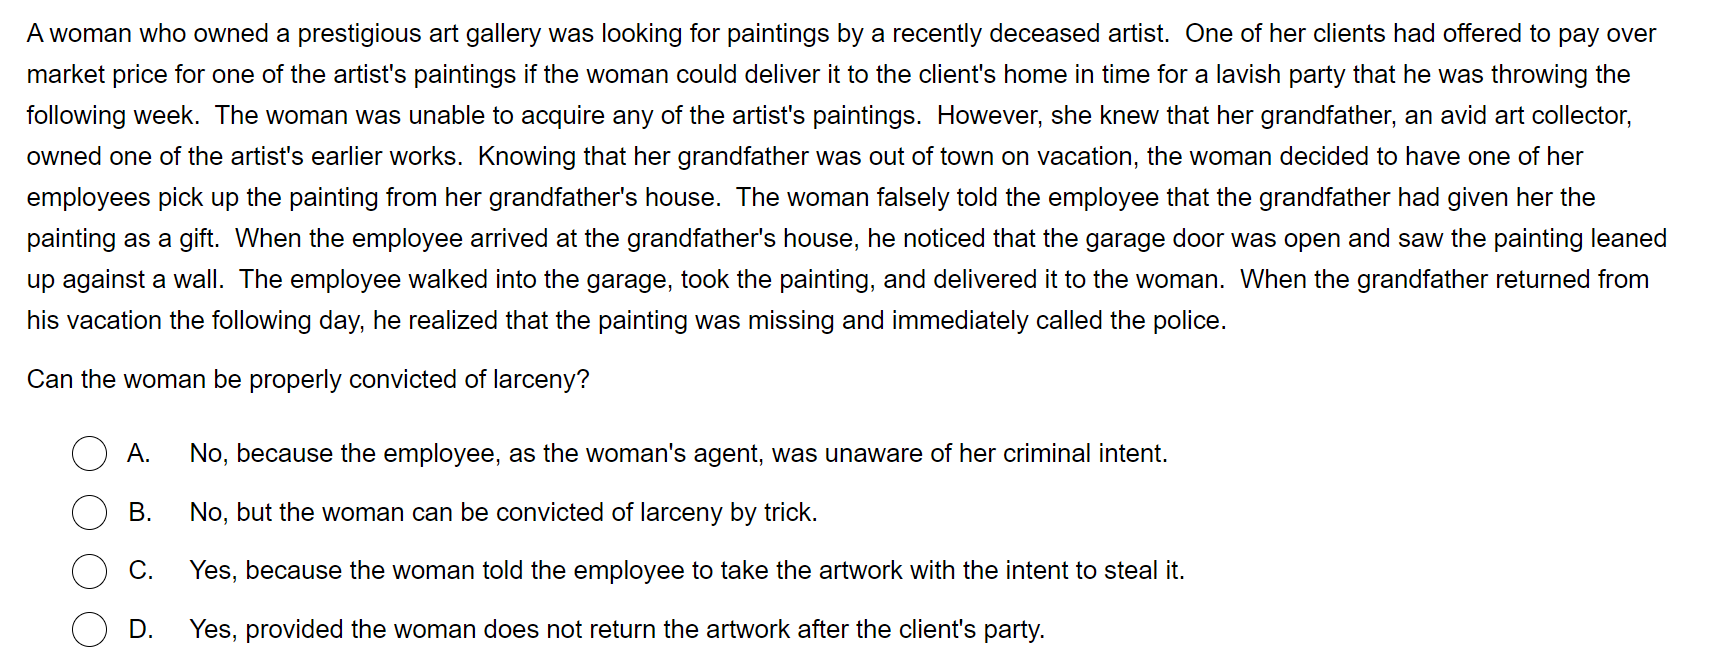 A woman who owned a prestigious art gallery was looking for paintings by a recently deceased artist.  One of her clients had offered to pay over
market price for one of the artist's paintings if the woman could deliver it to the client's home in time for a lavish party that he was throwing the
following week.  The woman was unable to acquire any of the artist's paintings.  However, she knew that her grandfather, an avid art collector,
owned one of the artist's earlier works.  Knowing that her grandfather was out of town on vacation, the woman decided to have one of her
employees pick up the painting from her grandfather's house.  The woman falsely told the employee that the grandfather had given her the
painting as a gift.  When the employee arrived at the grandfather's house, he noticed that the garage door was open and saw the painting leaned
up against a wall.  The employee walked into the garage, took the painting, and delivered it to the woman.  When the grandfather returned from
his vacation the following day, he realized that the painting was missing and immediately called the police.
Can the woman be properly convicted of larceny?
A. No, because the employee, as the woman's agent, was unaware of her criminal intent.
B. No, but the woman can be convicted of larceny by trick.
C. Yes, because the woman told the employee to take the artwork with the intent to steal it.
D. Yes, provided the woman does not return the artwork after the client's party.